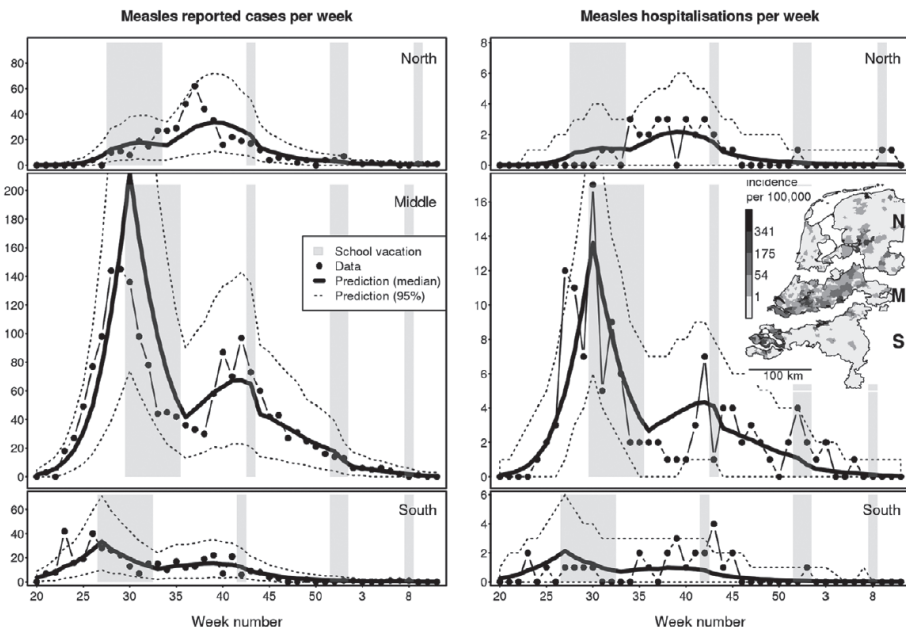 Measles reported cases per week
North
80
60
40
20
0
Middle
200
180
160
140
120
100
80
60
40
20
0
School vacation
Data
Prediction (median)
Prediction (95%)
South
60
40
20
0
20 25 30 35 40 45 50 3 8
Week number
Measles hospitalisations per week
North
8
6
4
2
0
16
14
12
10
8
6
4
2
0
incidence
per 100,000
341
175
54
1
N
M
S
100 km
South
6
4
2
0
20 25 30 35 40 45 50 3 8
Week number